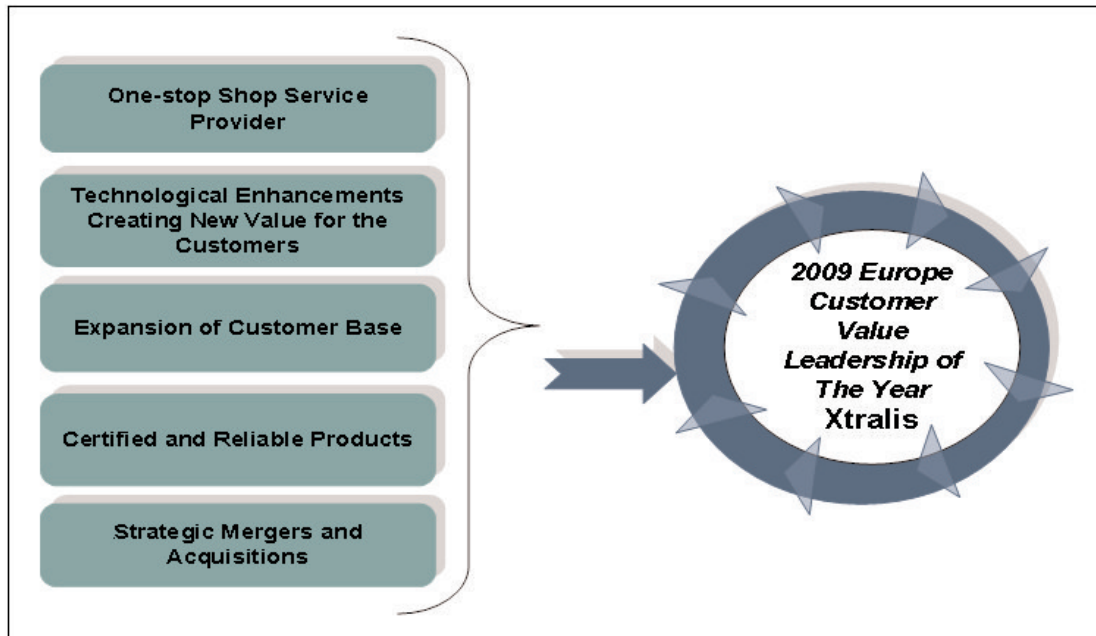 One-stop Shop Service
Provider
Technological Enhancements
Creating New Value for the
Customers
Expansion of Customer Base
Certified and Reliable Products
Strategic Mergers and
Acquisitions
2009 Europe
Customer
Value
Leadership of
The Year
Xtralis